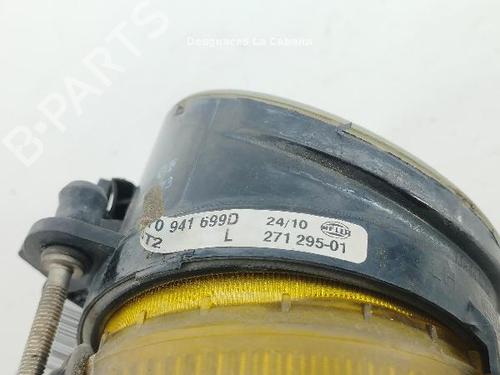 Desguaces La Cabaña
B-PARTS
0 941 699D 24/10 HELLA
T2 L 271 295-01